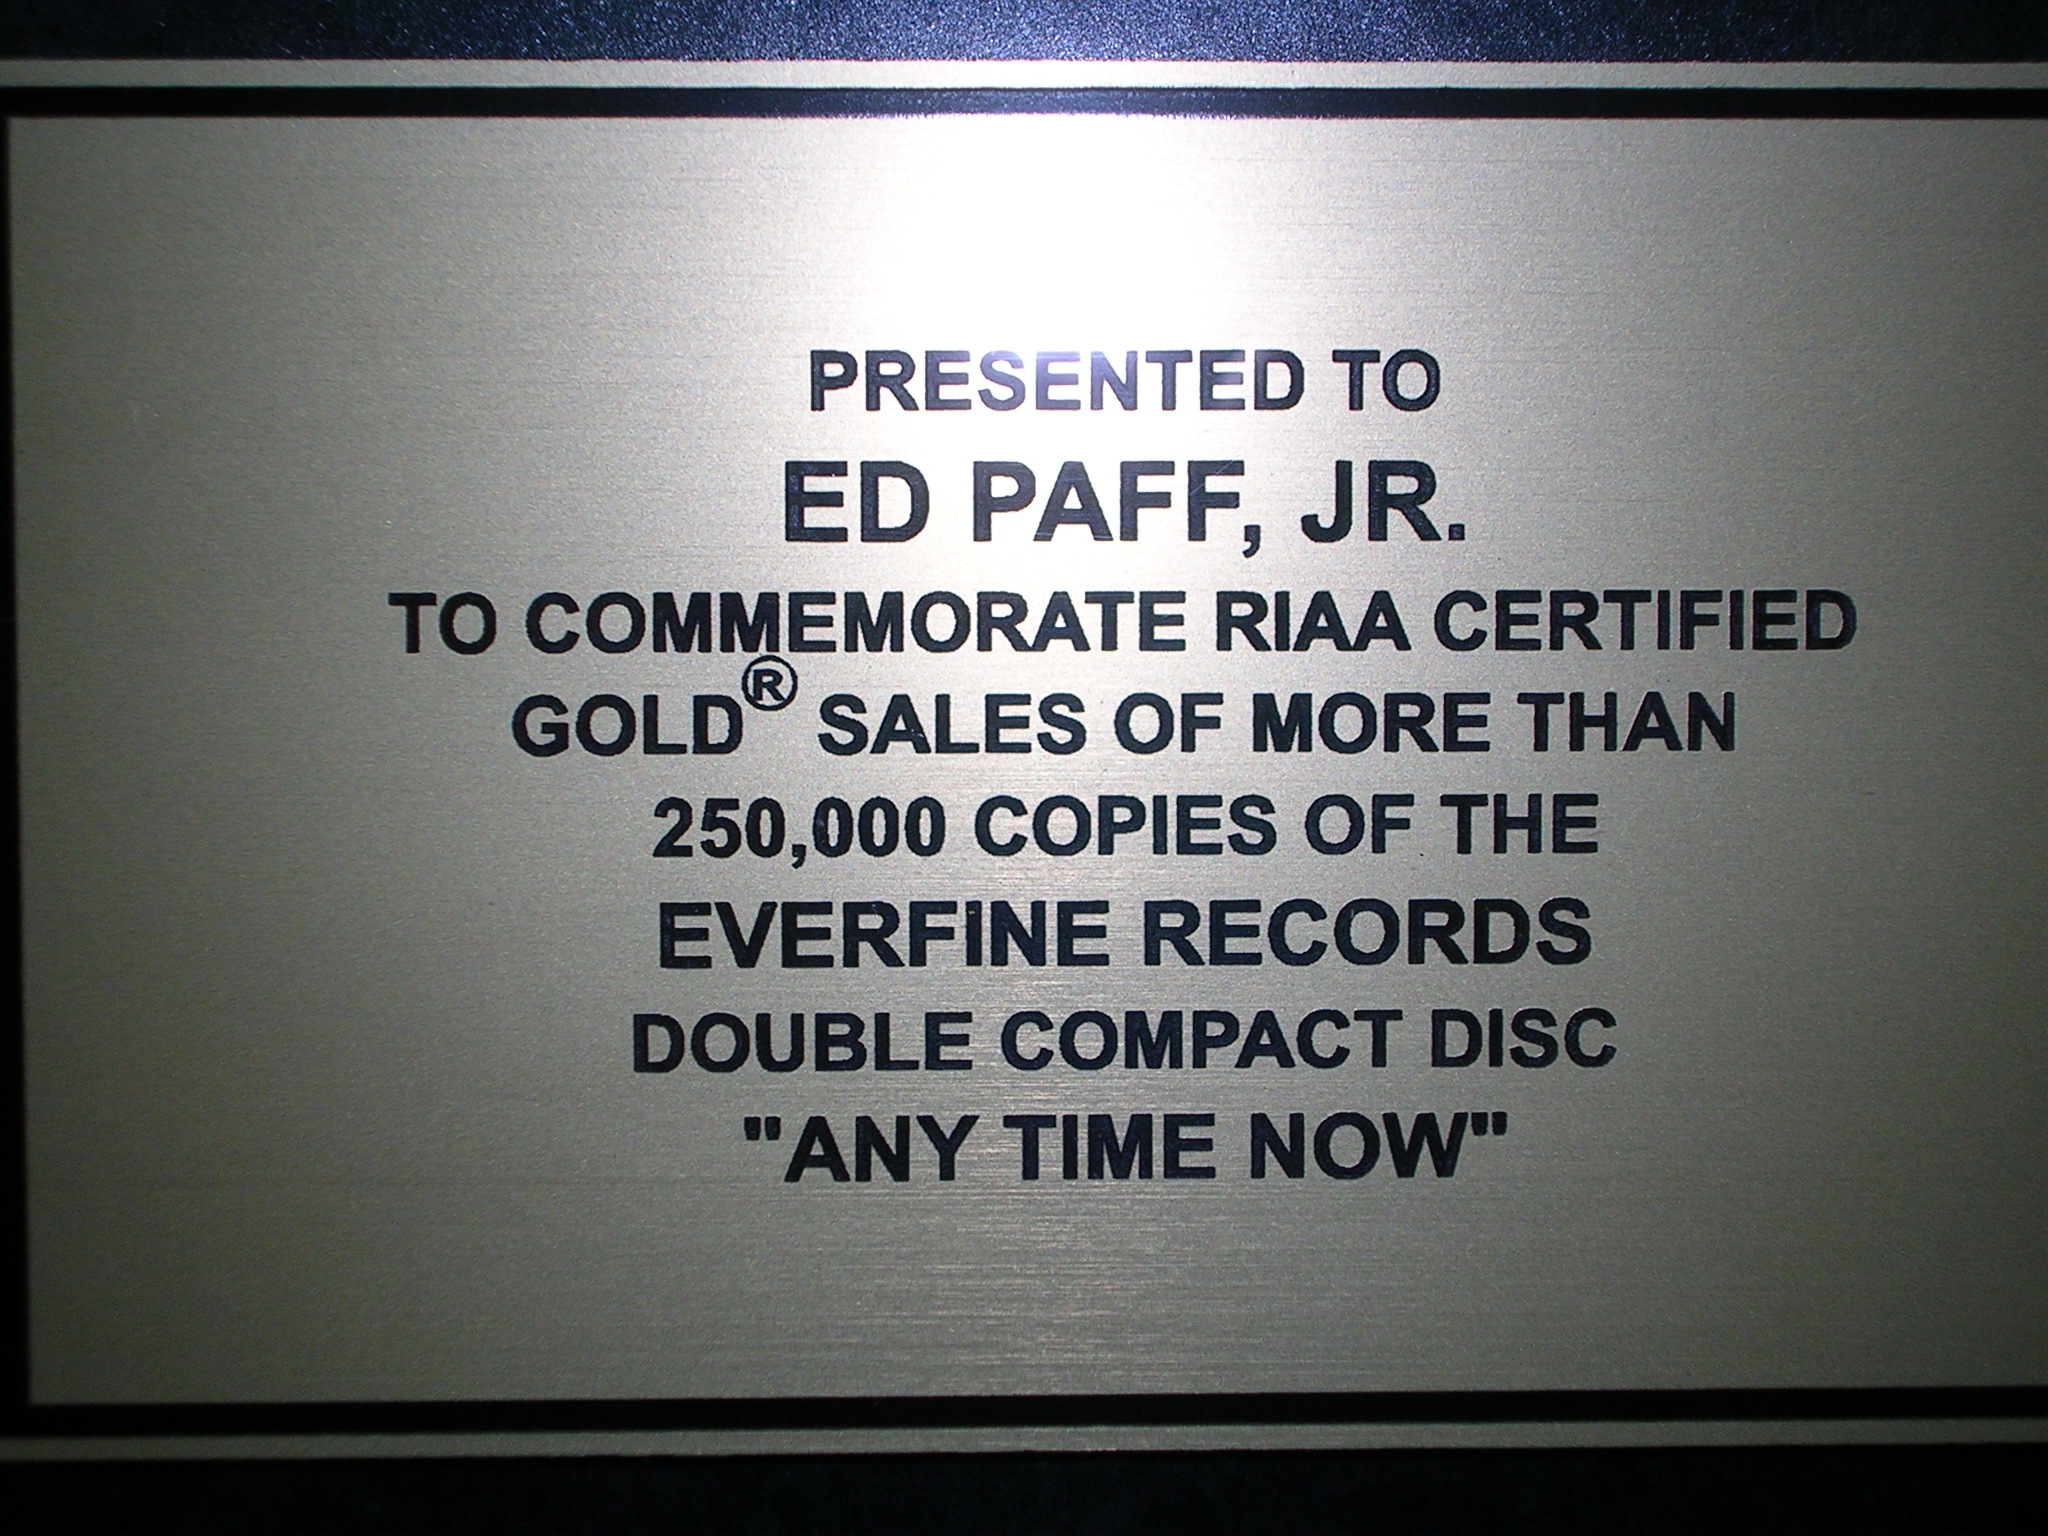 PRESENTED TO
ED PAFF, JR.
TO COMMEMORATE RIAA CERTIFIED
GOLD® SALES OF MORE THAN
250,000 COPIES OF THE
EVERFINE RECORDS
DOUBLE COMPACT DISC
"ANY TIME NOW"